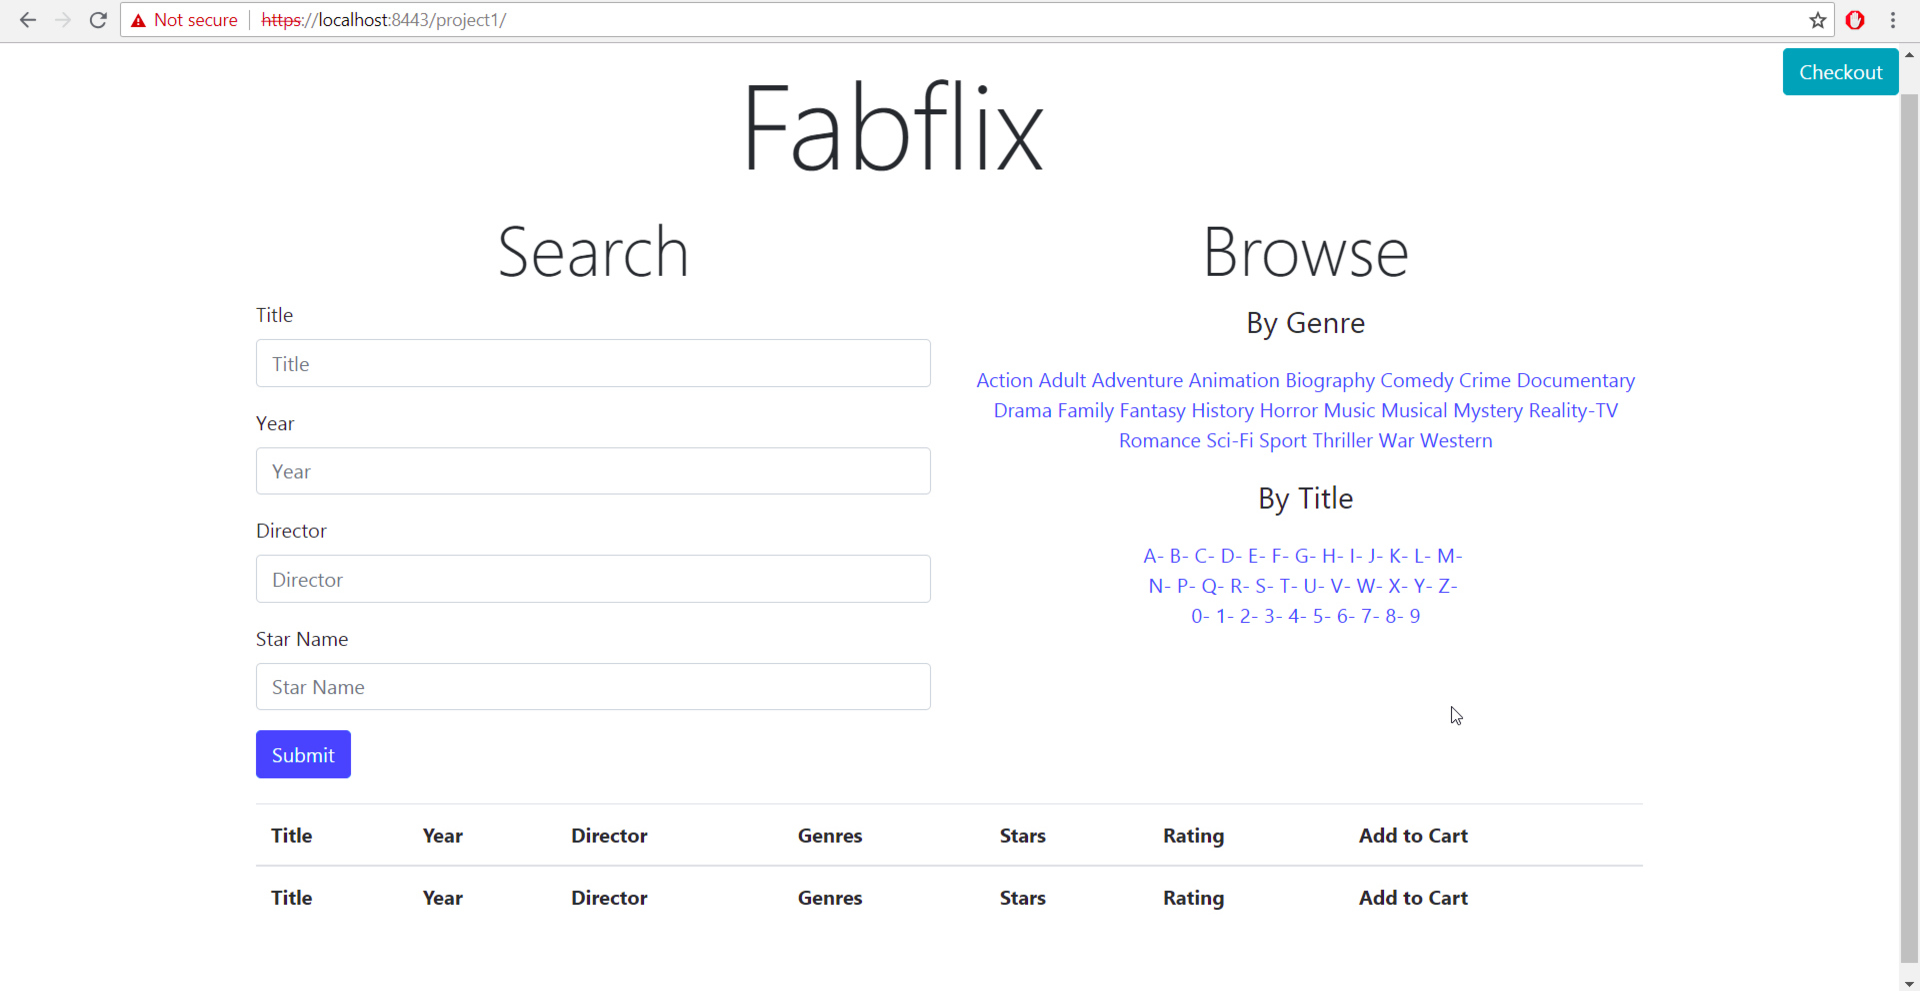 Not secure https://localhost:8443/project1/
Checkout
Fabflix
Search
Title
Title
Year
Year
Director
Director
Star Name
Star Name
Submit
Browse
By Genre
Action Adult Adventure Animation Biography Comedy Crime Documentary
Drama Family Fantasy History Horror Music Musical Mystery Reality-TV
Romance Sci-Fi Sport Thriller War Western
By Title
A- B- C- D- E- F- G- H- I- J- K- L- M-
N- P- Q- R- S- T- U- V- W- X- Y- Z-
0- 1- 2- 3- 4- 5- 6- 7- 8- 9
Title Year Director Genres Stars Rating Add to Cart
Title Year Director Genres Stars Rating Add to Cart